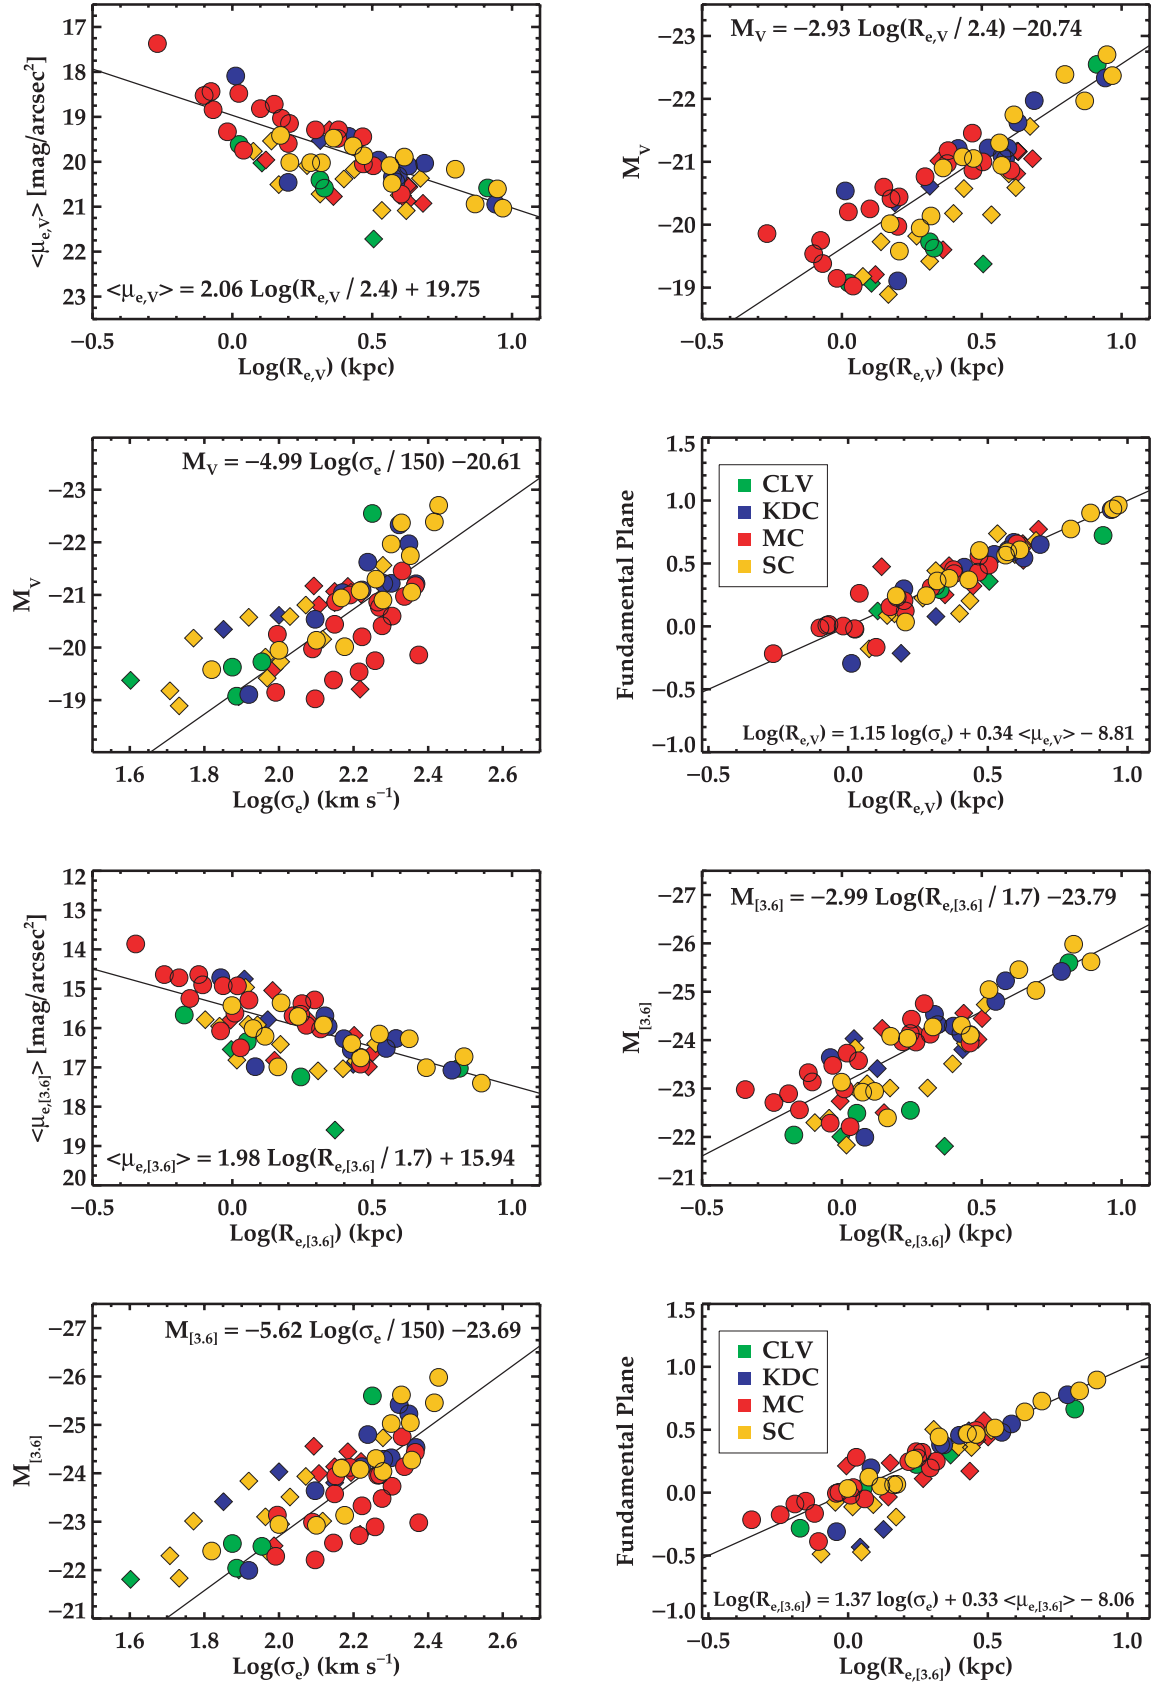 17
18
19
20
21
22
23
<μe,V> [mag/arcsec²]
<μe,V> = 2.06 Log(Re,V / 2.4) + 19.75
−0.5 0.0 0.5 1.0
Log(Re,V) (kpc)
−23
−22
−21
−20
−19
MV
MV = −2.93 Log(Re,V / 2.4) −20.74
−0.5 0.0 0.5 1.0
Log(Re,V) (kpc)
−23
−22
−21
−20
−19
MV
MV = −4.99 Log(σe / 150) −20.61
1.6 1.8 2.0 2.2 2.4 2.6
Log(σe) (km s⁻¹)
1.5
1.0
0.5
0.0
−0.5
−1.0
Fundamental Plane
CLV
KDC
MC
SC
Log(Re,V) = 1.15 log(σe) + 0.34 <μe,V> − 8.81
−0.5 0.0 0.5 1.0
Log(Re,V) (kpc)
12
13
14
15
16
17
18
19
20
<μe,[3.6]> [mag/arcsec²]
<μe,[3.6]> = 1.98 Log(Re,[3.6] / 1.7) + 15.94
−0.5 0.0 0.5 1.0
Log(Re,[3.6]) (kpc)
−27
−26
−25
−24
−23
−22
−21
M[3.6]
M[3.6] = −2.99 Log(Re,[3.6] / 1.7) −23.79
−0.5 0.0 0.5 1.0
Log(Re,[3.6]) (kpc)
−27
−26
−25
−24
−23
−22
−21
M[3.6]
M[3.6] = −5.62 Log(σe / 150) −23.69
1.6 1.8 2.0 2.2 2.4 2.6
Log(σe) (km s⁻¹)
1.5
1.0
0.5
0.0
−0.5
−1.0
Fundamental Plane
CLV
KDC
MC
SC
Log(Re,[3.6]) = 1.37 log(σe) + 0.33 <μe,[3.6]> − 8.06
−0.5 0.0 0.5 1.0
Log(Re,[3.6]) (kpc)